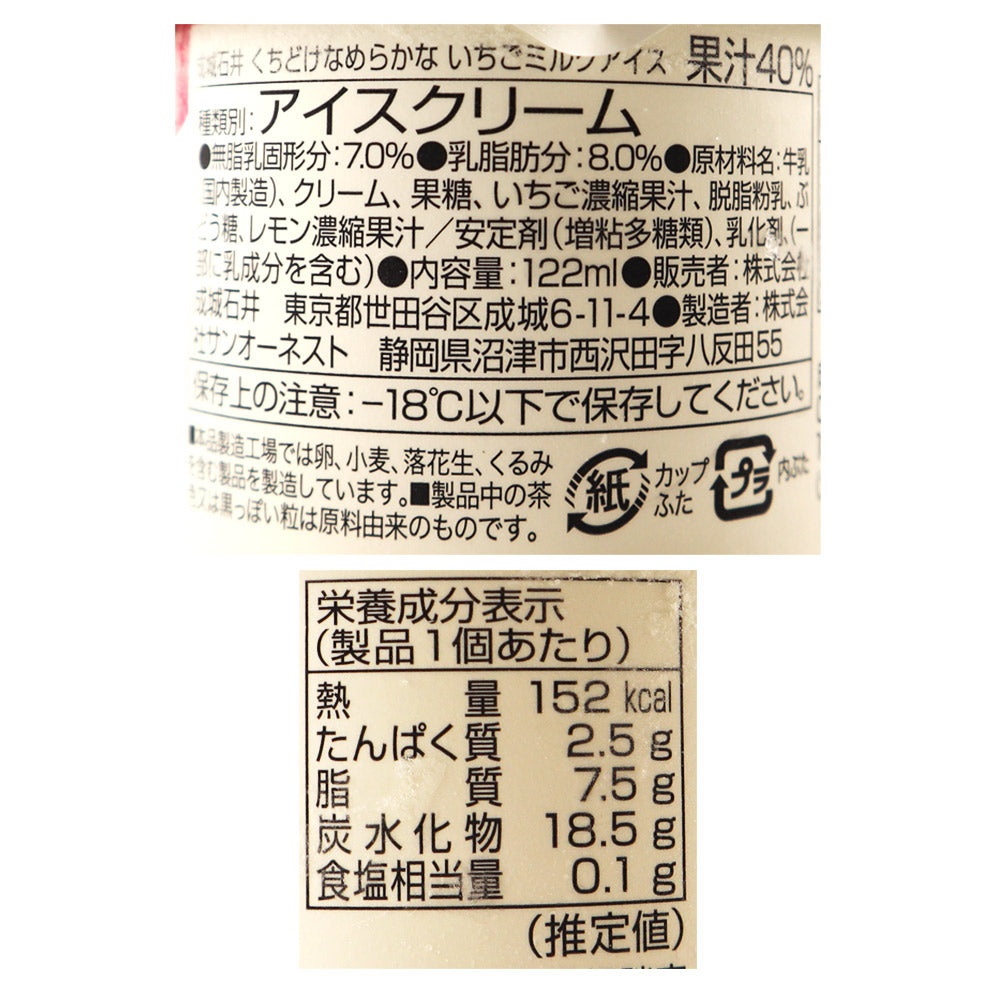 成城石井 くちどけなめらかな いちごミルクアイス 果汁40%
種類別：アイスクリーム
●無脂乳固形分：7.0%●乳脂肪分：8.0%●原材料名：牛乳
（国内製造）、クリーム、果糖、いちご濃縮果汁、脱脂粉乳、ぶ
どう糖、レモン濃縮果汁／安定剤（増粘多糖類）、乳化剤、（一
部に乳成分を含む）●内容量：122ml●販売者：株式会社
成城石井 東京都世田谷区成城6-11-4●製造者：株式会
社サンオーネスト 静岡県沼津市西沢田字八反田55
保存上の注意：-18℃以下で保存してください。
■本品製造工場では卵、小麦、落花生、くるみ
を含む製品を製造しています。■製品中の茶
色又は黒っぽい粒は原料由来のものです。
紙 カップ
ふた
プラ 内ぶた
栄養成分表示
（製品1個あたり）
熱量 152 kcal
たんぱく質 2.5 g
脂質 7.5 g
炭水化物 18.5 g
食塩相当量 0.1 g
（推定値）